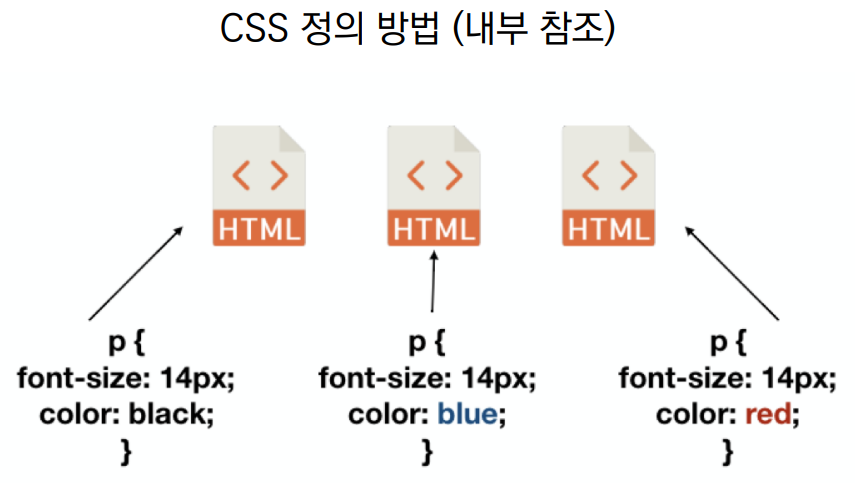 CSS 정의 방법 (내부 참조)
< >
HTML
< >
HTML
< >
HTML
p {
font-size: 14px;
color: black;
}
p {
font-size: 14px;
color: blue;
}
p {
font-size: 14px;
color: red;
}